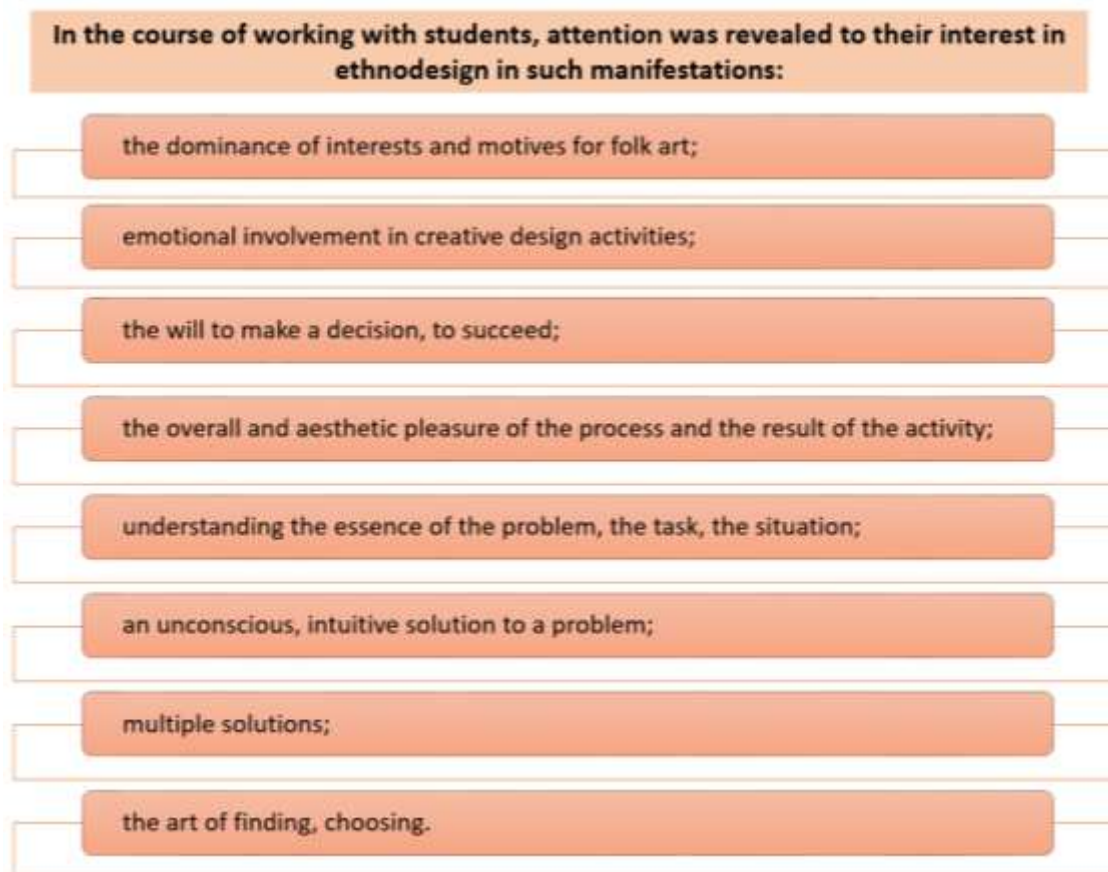 In the course of working with students, attention was revealed to their interest in
ethnodesign in such manifestations:
the dominance of interests and motives for folk art;
emotional involvement in creative design activities;
the will to make a decision, to succeed;
the overall and aesthetic pleasure of the process and the result of the activity;
understanding the essence of the problem, the task, the situation;
an unconscious, intuitive solution to a problem;
multiple solutions;
the art of finding, choosing.